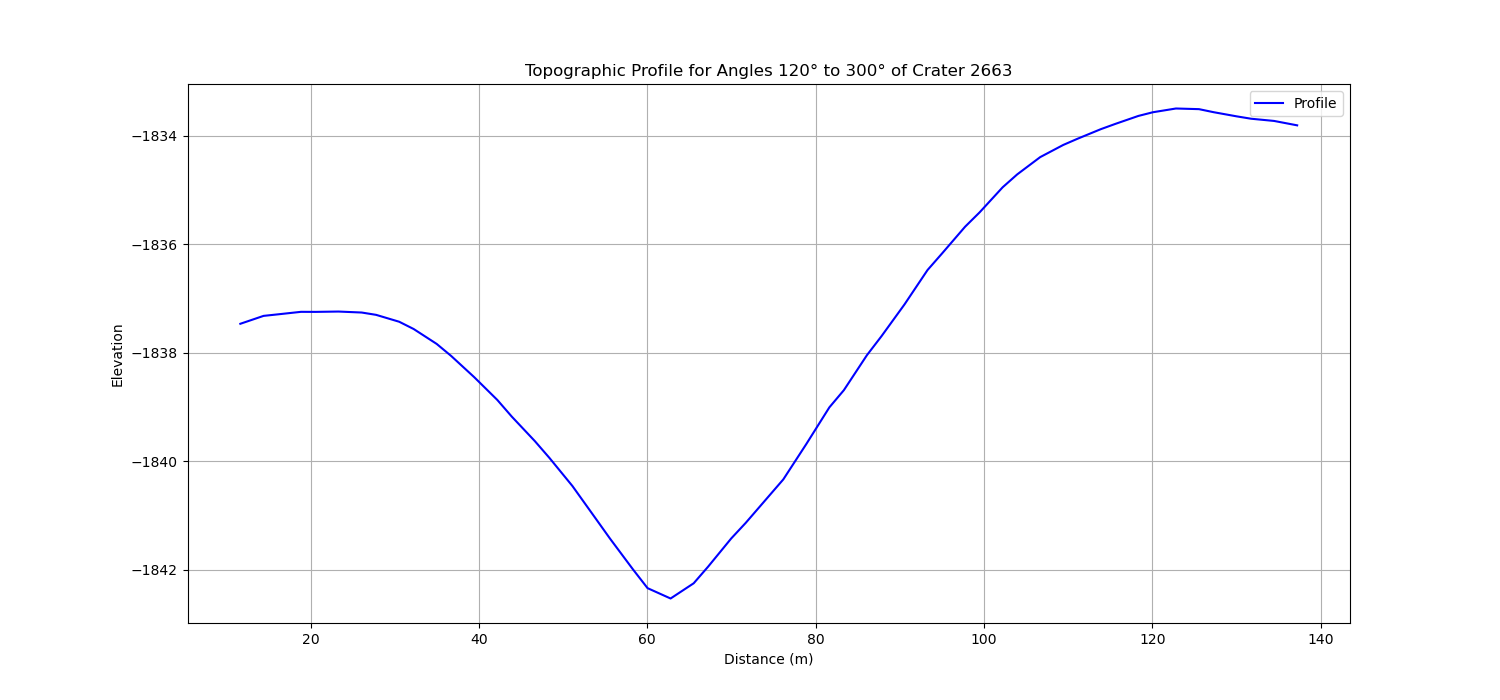 Topographic Profile for Angles 120° to 300° of Crater 2663
Profile
−1834
−1836
−1838
−1840
−1842
Elevation
20 40 60 80 100 120 140
Distance (m)